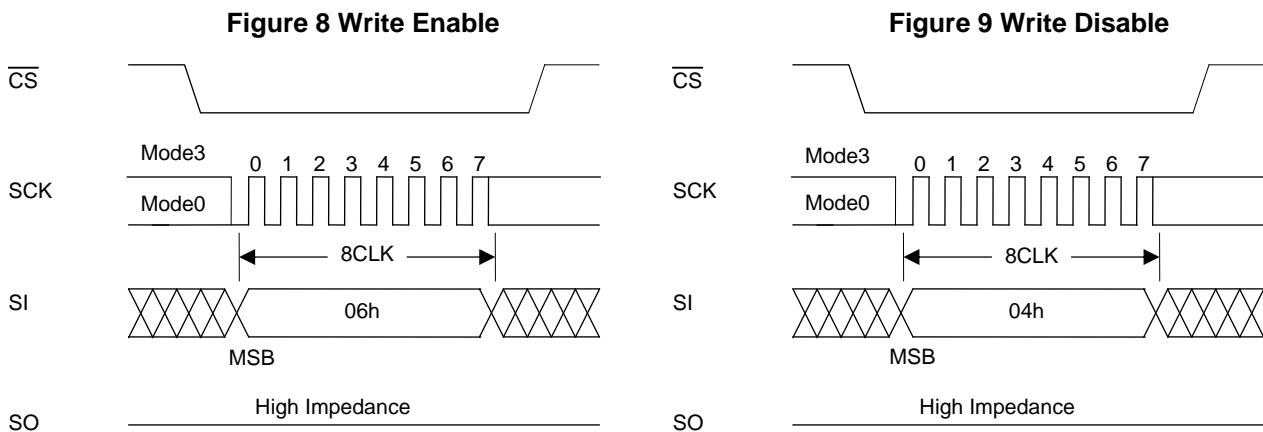 Figure 8 Write Enable
CS
Mode3
0 1 2 3 4 5 6 7
SCK
Mode0
8CLK
SI
06h
MSB
High Impedance
SO
Figure 9 Write Disable
CS
Mode3
0 1 2 3 4 5 6 7
SCK
Mode0
8CLK
SI
04h
MSB
High Impedance
SO